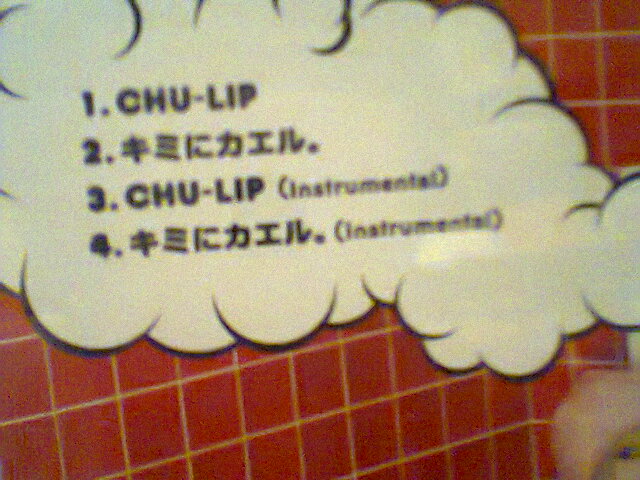 1. CHU-LIP
2. キミにカエル。
3. CHU-LIP (Instrumental)
4. キミにカエル。(Instrumental)